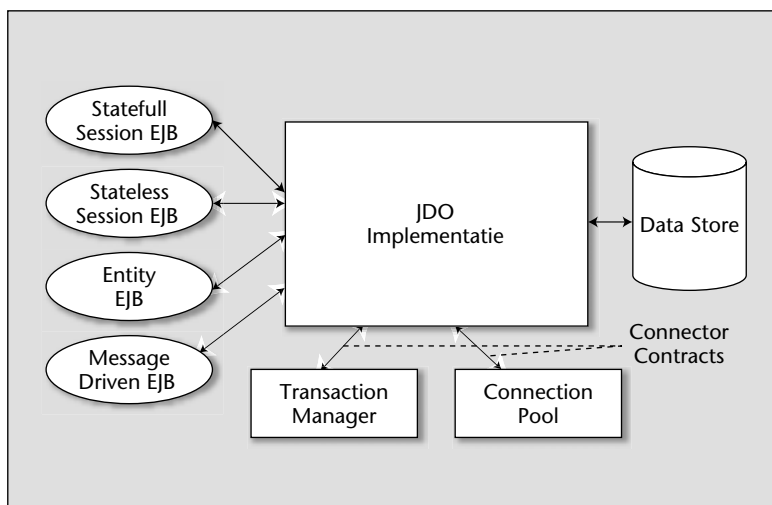 Statefull
Session EJB
Stateless
Session EJB
Entity
EJB
Message
Driven EJB
JDO
Implementatie
Data Store
Connector
Contracts
Transaction
Manager
Connection
Pool